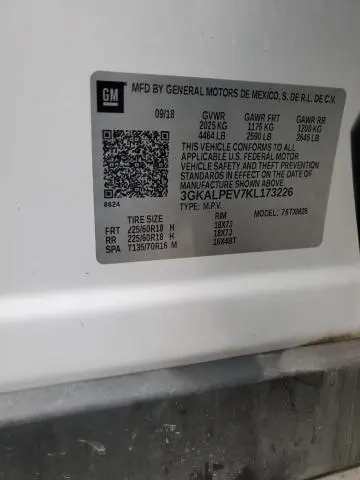 GM
MFD BY GENERAL MOTORS DE MEXICO, S. DE R.L. DE C.V.
09/18 GVWR GAWR FRT GAWR RR
2025 KG 1175 KG 1200 KG
4464 LB 2590 LB 2645 LB
THIS VEHICLE CONFORMS TO ALL
APPLICABLE U.S. FEDERAL MOTOR
VEHICLE SAFETY AND THEFT PREVENTION
STANDARDS IN EFFECT ON THE DATE OF
MANUFACTURE SHOWN ABOVE.
3GKALPEV7KL173226
8624 TYPE: M.P.V. MODEL: 75TXM26
TIRE SIZE RIM
FRT 225/60R18 H 18X7J
RR 225/60R18 H 18X7J
SPA T135/70R16 M 16X4BT